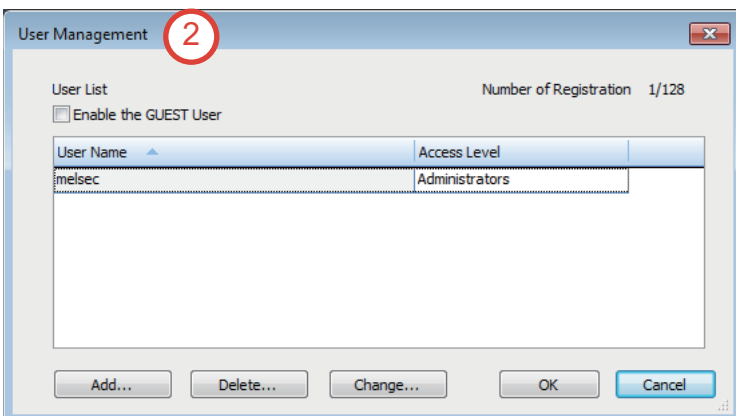 User Management 2
User List Number of Registration 1/128
Enable the GUEST User
User Name Access Level
melsec Administrators
Add... Delete... Change... OK Cancel